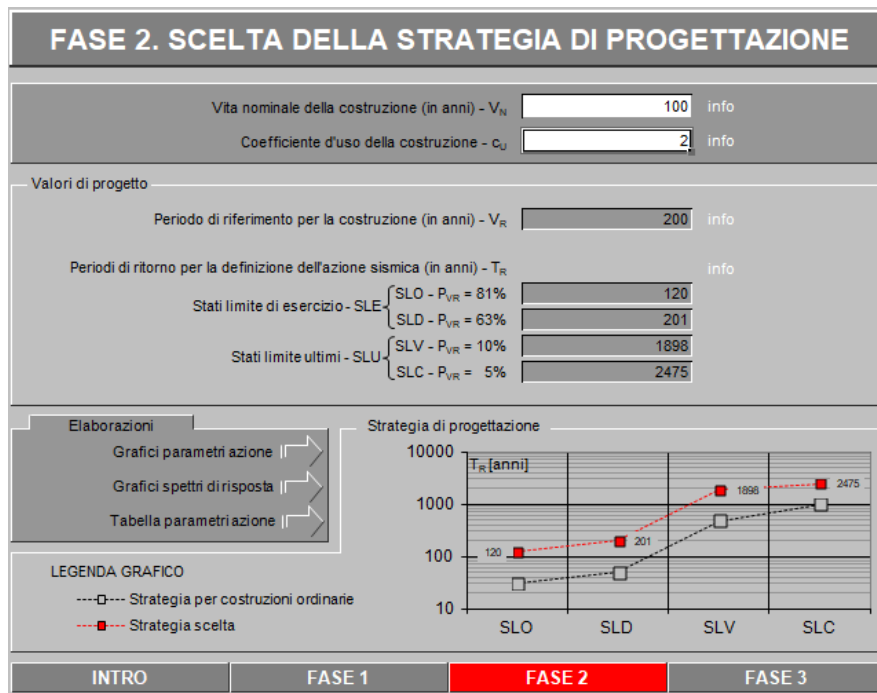 FASE 2. SCELTA DELLA STRATEGIA DI PROGETTAZIONE
Vita nominale della costruzione (in anni) - VN 100 info
Coefficiente d'uso della costruzione - cU 2 info
Valori di progetto
Periodo di riferimento per la costruzione (in anni) - VR 200 info
Periodi di ritorno per la definizione dell'azione sismica (in anni) - TR info
Stati limite di esercizio - SLE
SLO - PVR = 81% 120
SLD - PVR = 63% 201
Stati limite ultimi - SLU
SLV - PVR = 10% 1898
SLC - PVR = 5% 2475
Elaborazioni
Grafici parametri azione
Grafici spettri di risposta
Tabella parametri azione
LEGENDA GRAFICO
Strategia per costruzioni ordinarie
Strategia scelta
Strategia di progettazione
TR [anni]
10000
1000
100
10
120
201
1898
2475
SLO SLD SLV SLC
INTRO FASE 1 FASE 2 FASE 3